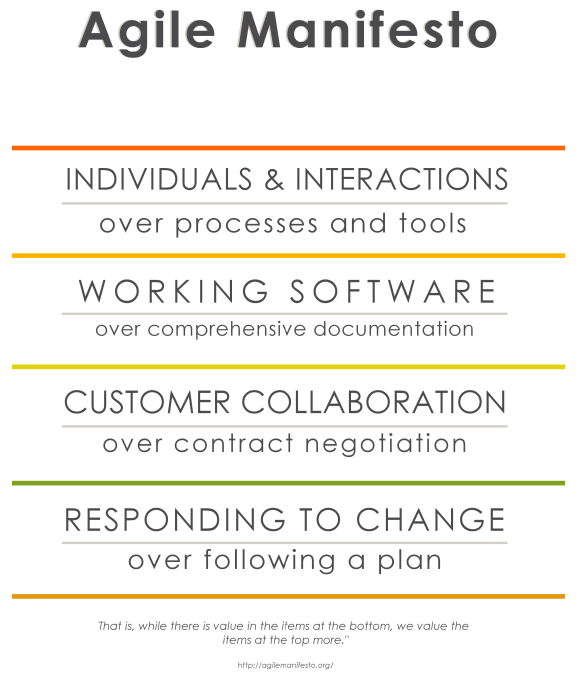 Agile Manifesto
INDIVIDUALS & INTERACTIONS
over processes and tools
WORKING SOFTWARE
over comprehensive documentation
CUSTOMER COLLABORATION
over contract negotiation
RESPONDING TO CHANGE
over following a plan
That is, while there is value in the items at the bottom, we value the
items at the top more."
http://agilemanifesto.org/